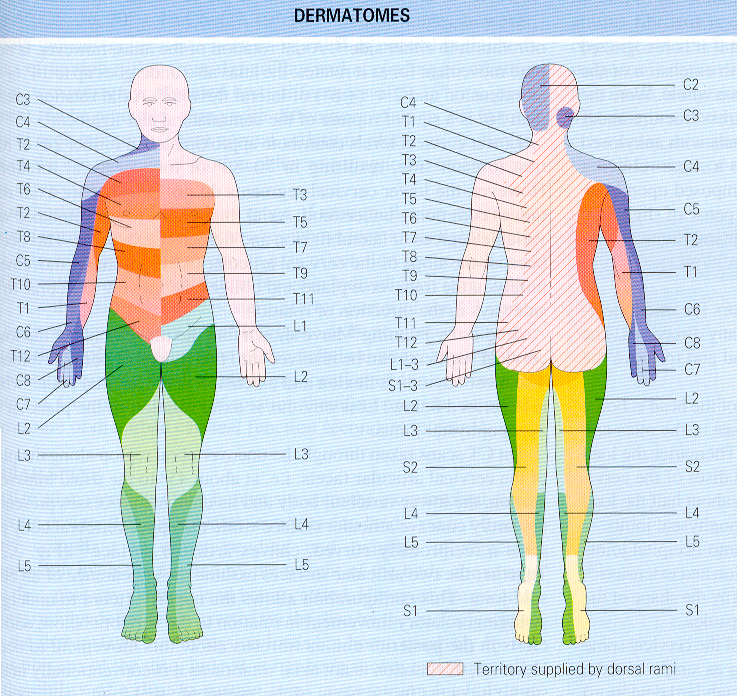 DERMATOMES
C3
C4
T2
T4
T6
T2
T8
C5
T10
T1
C6
T12
C8
C7
L2
L3
L4
L5
T3
T5
T7
T9
T11
L1
L2
L3
L4
L5
C4
T1
T2
T3
T4
T5
T6
T7
T8
T9
T10
T11
T12
L1–3
S1–3
L2
L3
S2
L4
L5
S1
C2
C3
C4
C5
T2
T1
C6
C8
C7
L2
L3
S2
L4
L5
S1
Territory supplied by dorsal rami